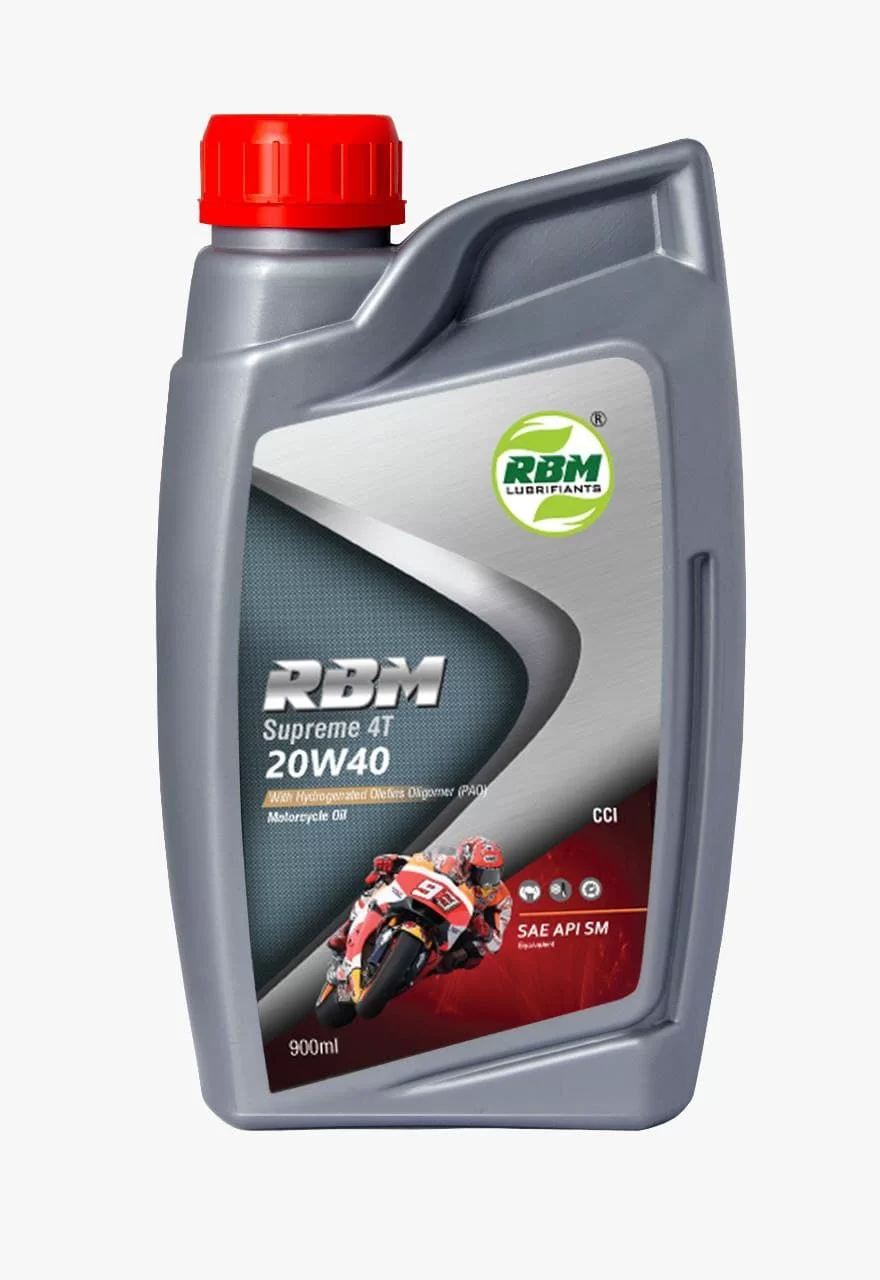 ®
RBM
LUBRIFIANTS
RBM
Supreme 4T
20W40
With Hydrogenated Olefins Oligomer (PAO)
Motorcycle Oil
CCI
93
SAE API SM
Equivalent
900ml